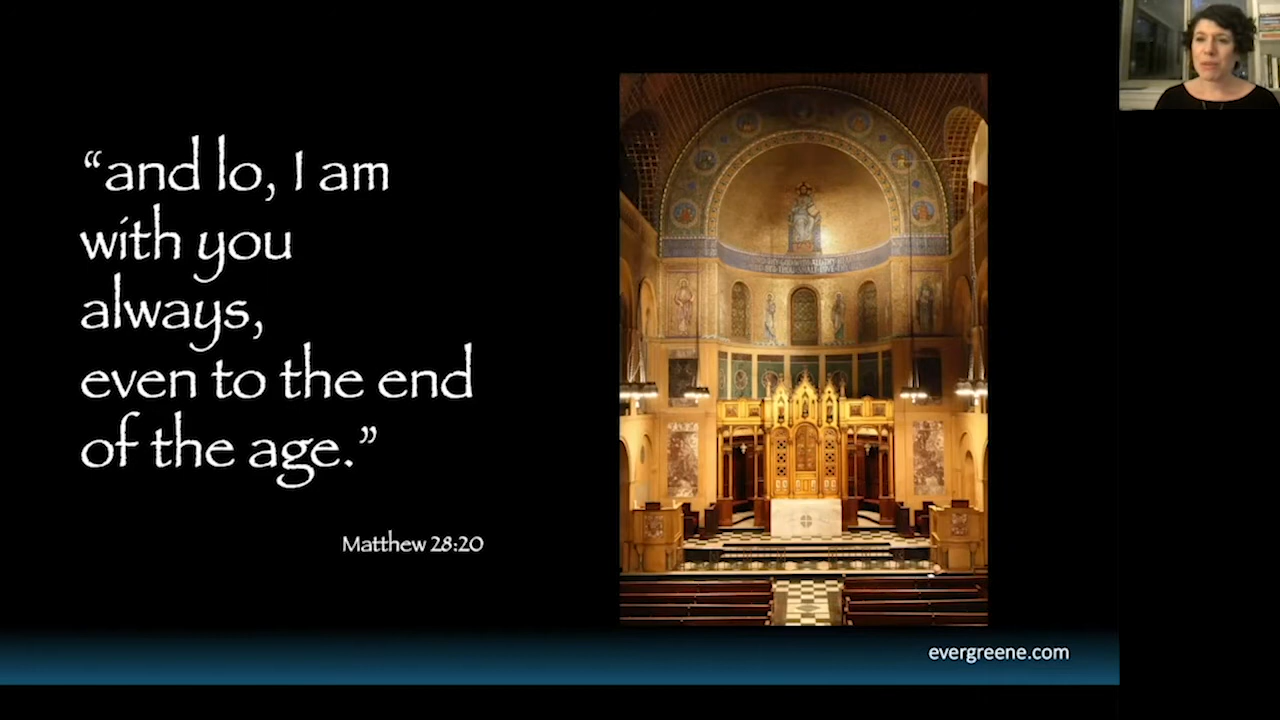 “and lo, I am
with you
always,
even to the end
of the age.”
Matthew 28:20
evergreene.com